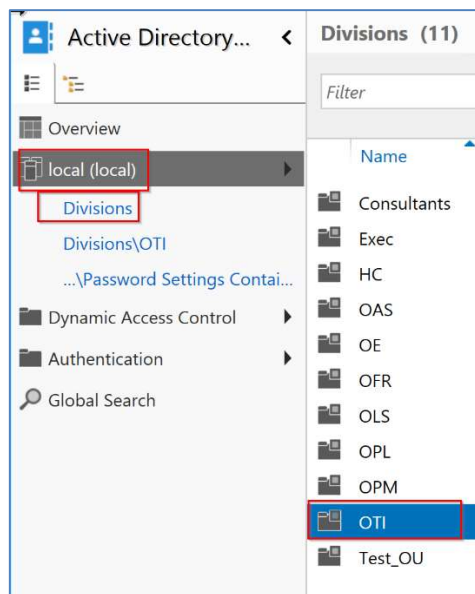 Active Directory...
Divisions (11)
Filter
Overview
local (local)
Divisions
Divisions\OTI
...\Password Settings Contai...
Dynamic Access Control
Authentication
Global Search
Name
Consultants
Exec
HC
OAS
OE
OFR
OLS
OPL
OPM
OTI
Test_OU